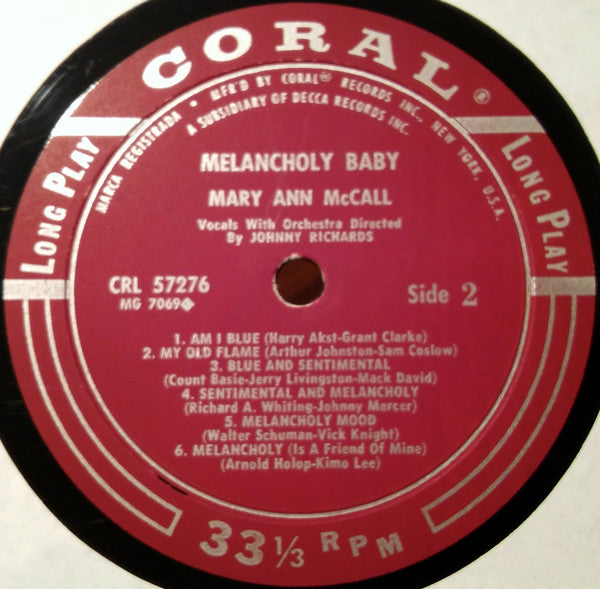 CORAL®
LONG PLAY
LONG PLAY
MARCA REGISTRADA • MFR'D BY CORAL RECORDS INC., NEW YORK, U.S.A.
A SUBSIDIARY OF DECCA RECORDS INC.
MELANCHOLY BABY
MARY ANN McCALL
Vocals With Orchestra Directed
By JOHNNY RICHARDS
CRL 57276
MG 7069◆
Side 2
1. AM I BLUE (Harry Akst-Grant Clarke)
2. MY OLD FLAME (Arthur Johnston-Sam Coslow)
3. BLUE AND SENTIMENTAL
(Count Basie-Jerry Livingston-Mack David)
4. SENTIMENTAL AND MELANCHOLY
(Richard A. Whiting-Johnny Mercer)
5. MELANCHOLY MOOD
(Walter Schuman-Vick Knight)
6. MELANCHOLY (Is A Friend Of Mine)
(Arnold Holop-Kimo Lee)
33 1/3 RPM